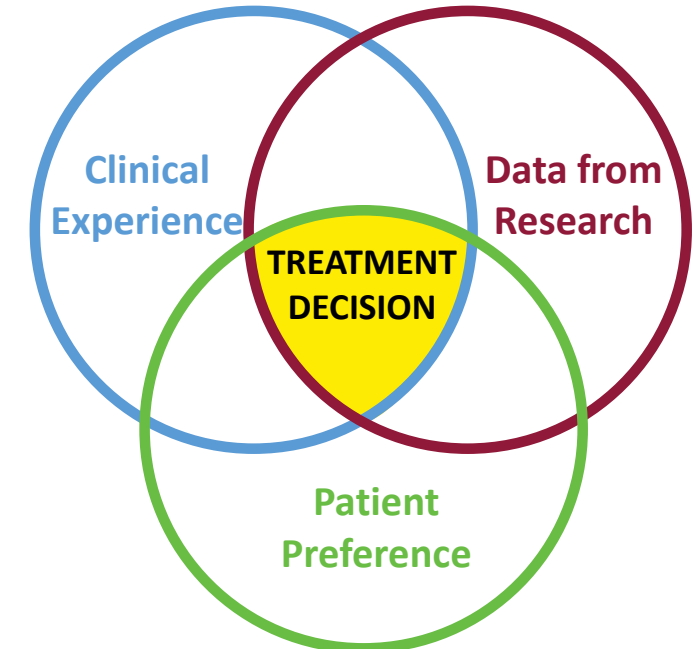 Clinical
Experience
Data from
Research
TREATMENT
DECISION
Patient
Preference